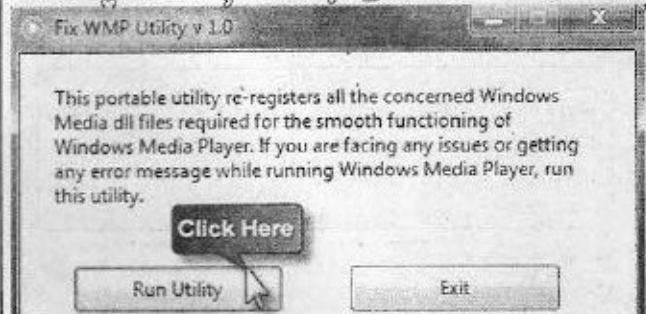 Fix WMP Utility v 1.0
This portable utility re-registers all the concerned Windows
Media dll files required for the smooth functioning of
Windows Media Player. If you are facing any issues or getting
any error message while running Windows Media Player, run
this utility.
Click Here
Run Utility
Exit